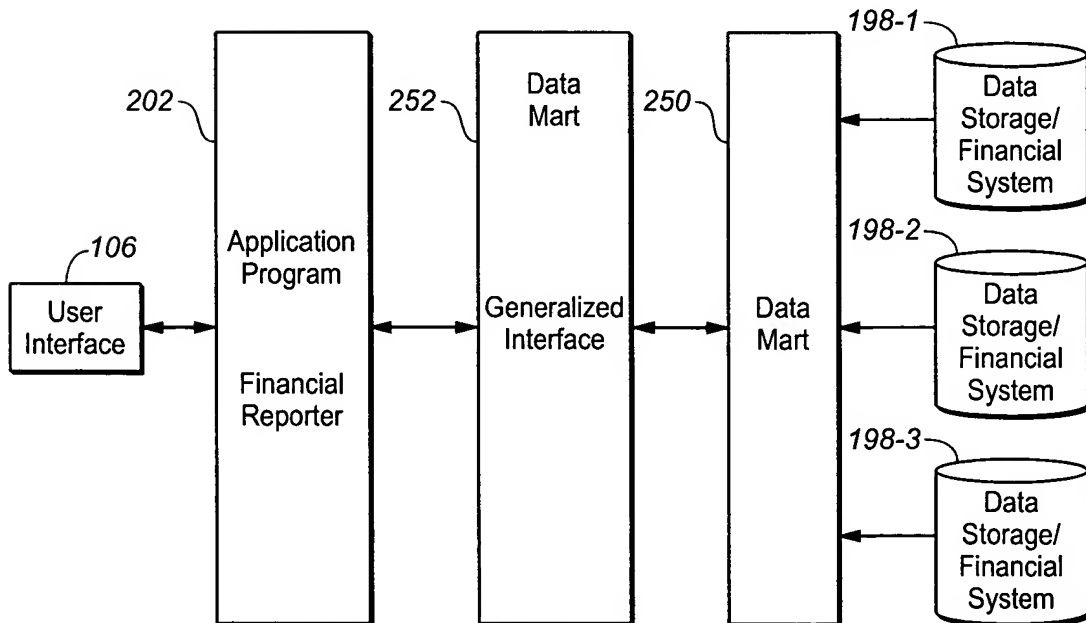 106
User
Interface
202
Application
Program
Financial
Reporter
252
Data
Mart
Generalized
Interface
250
Data
Mart
198-1
Data
Storage/
Financial
System
198-2
Data
Storage/
Financial
System
198-3
Data
Storage/
Financial
System